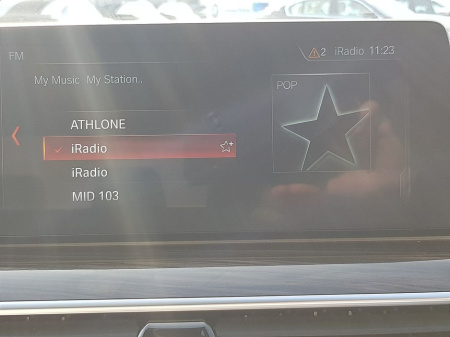 FM
2 iRadio 11:23
My Music My Station..
POP
ATHLONE
iRadio
iRadio
MID 103